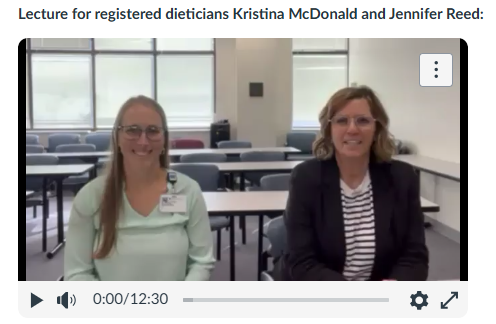 Lecture for registered dieticians Kristina McDonald and Jennifer Reed:
0:00/12:30